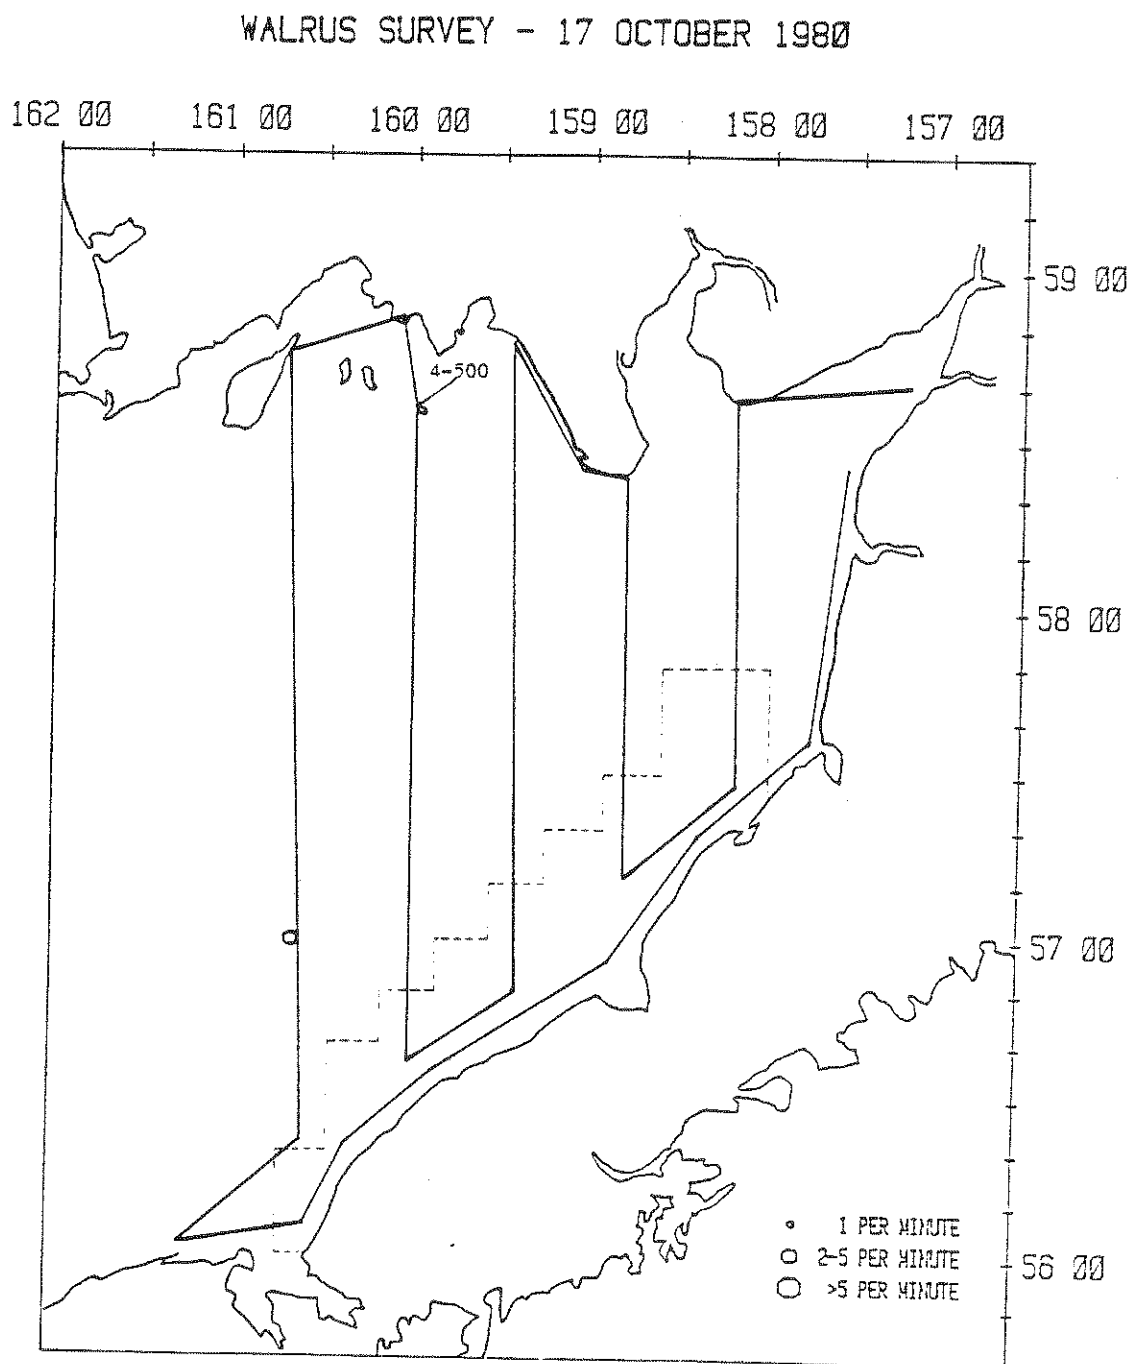 WALRUS SURVEY - 17 OCTOBER 1980
162 00 161 00 160 00 159 00 158 00 157 00
59 00
4-500
58 00
57 00
1 PER MINUTE
2-5 PER MINUTE
56 00
>5 PER MINUTE